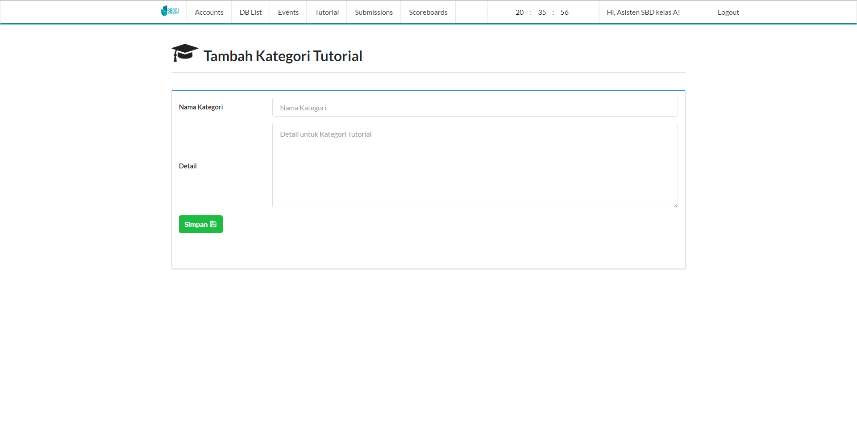 Accounts DB List Events Tutorial Submissions Scoreboards 20 : 35 : 56 Hi, Asisten SBD kelas A! Logout
Tambah Kategori Tutorial
Nama Kategori Nama Kategori
Detail untuk Kategori Tutorial
Detail
Simpan